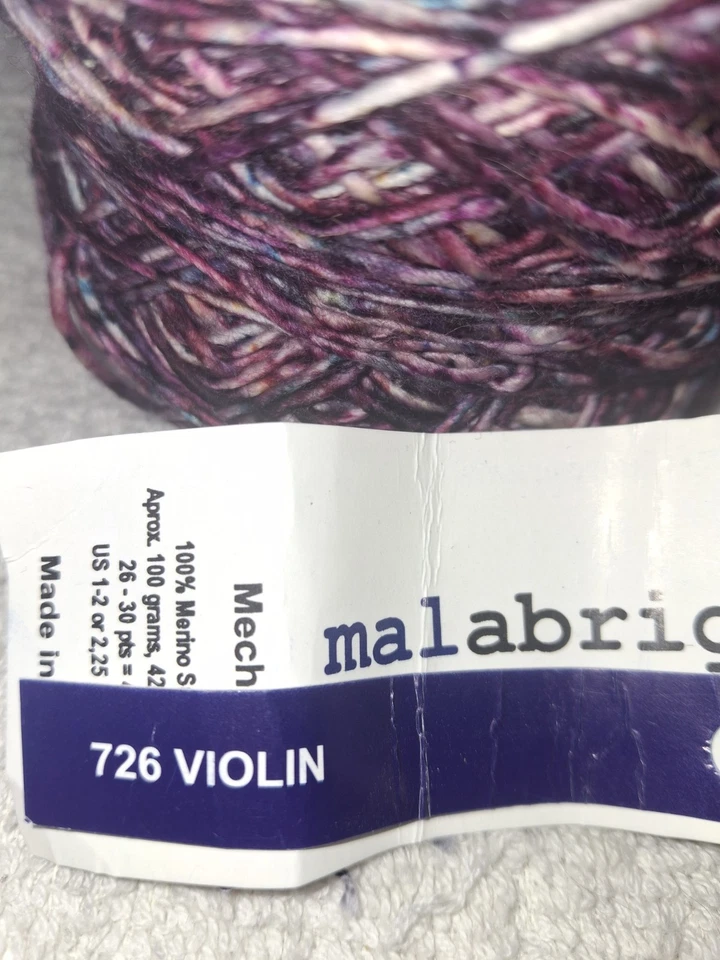 malabrig
726 VIOLIN
Mech
100% Merino S
Aprox. 100 grams, 42
26 - 30 pts =
US 1-2 or 2,25
Made in